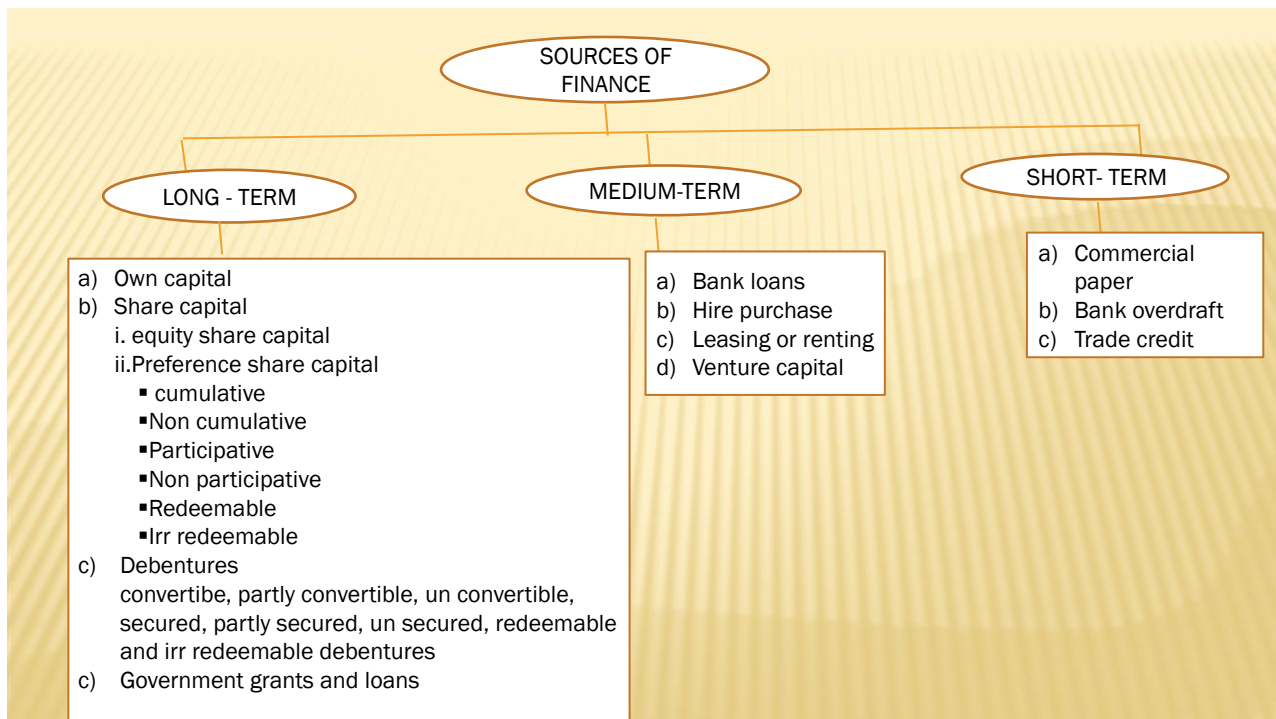 SOURCES OF
FINANCE
LONG - TERM
MEDIUM-TERM
SHORT- TERM
a) Own capital
b) Share capital
i. equity share capital
ii.Preference share capital
▪ cumulative
▪Non cumulative
▪Participative
▪Non participative
▪Redeemable
▪Irr redeemable
c) Debentures
convertibe, partly convertible, un convertible,
secured, partly secured, un secured, redeemable
and irr redeemable debentures
c) Government grants and loans
a) Bank loans
b) Hire purchase
c) Leasing or renting
d) Venture capital
a) Commercial
paper
b) Bank overdraft
c) Trade credit